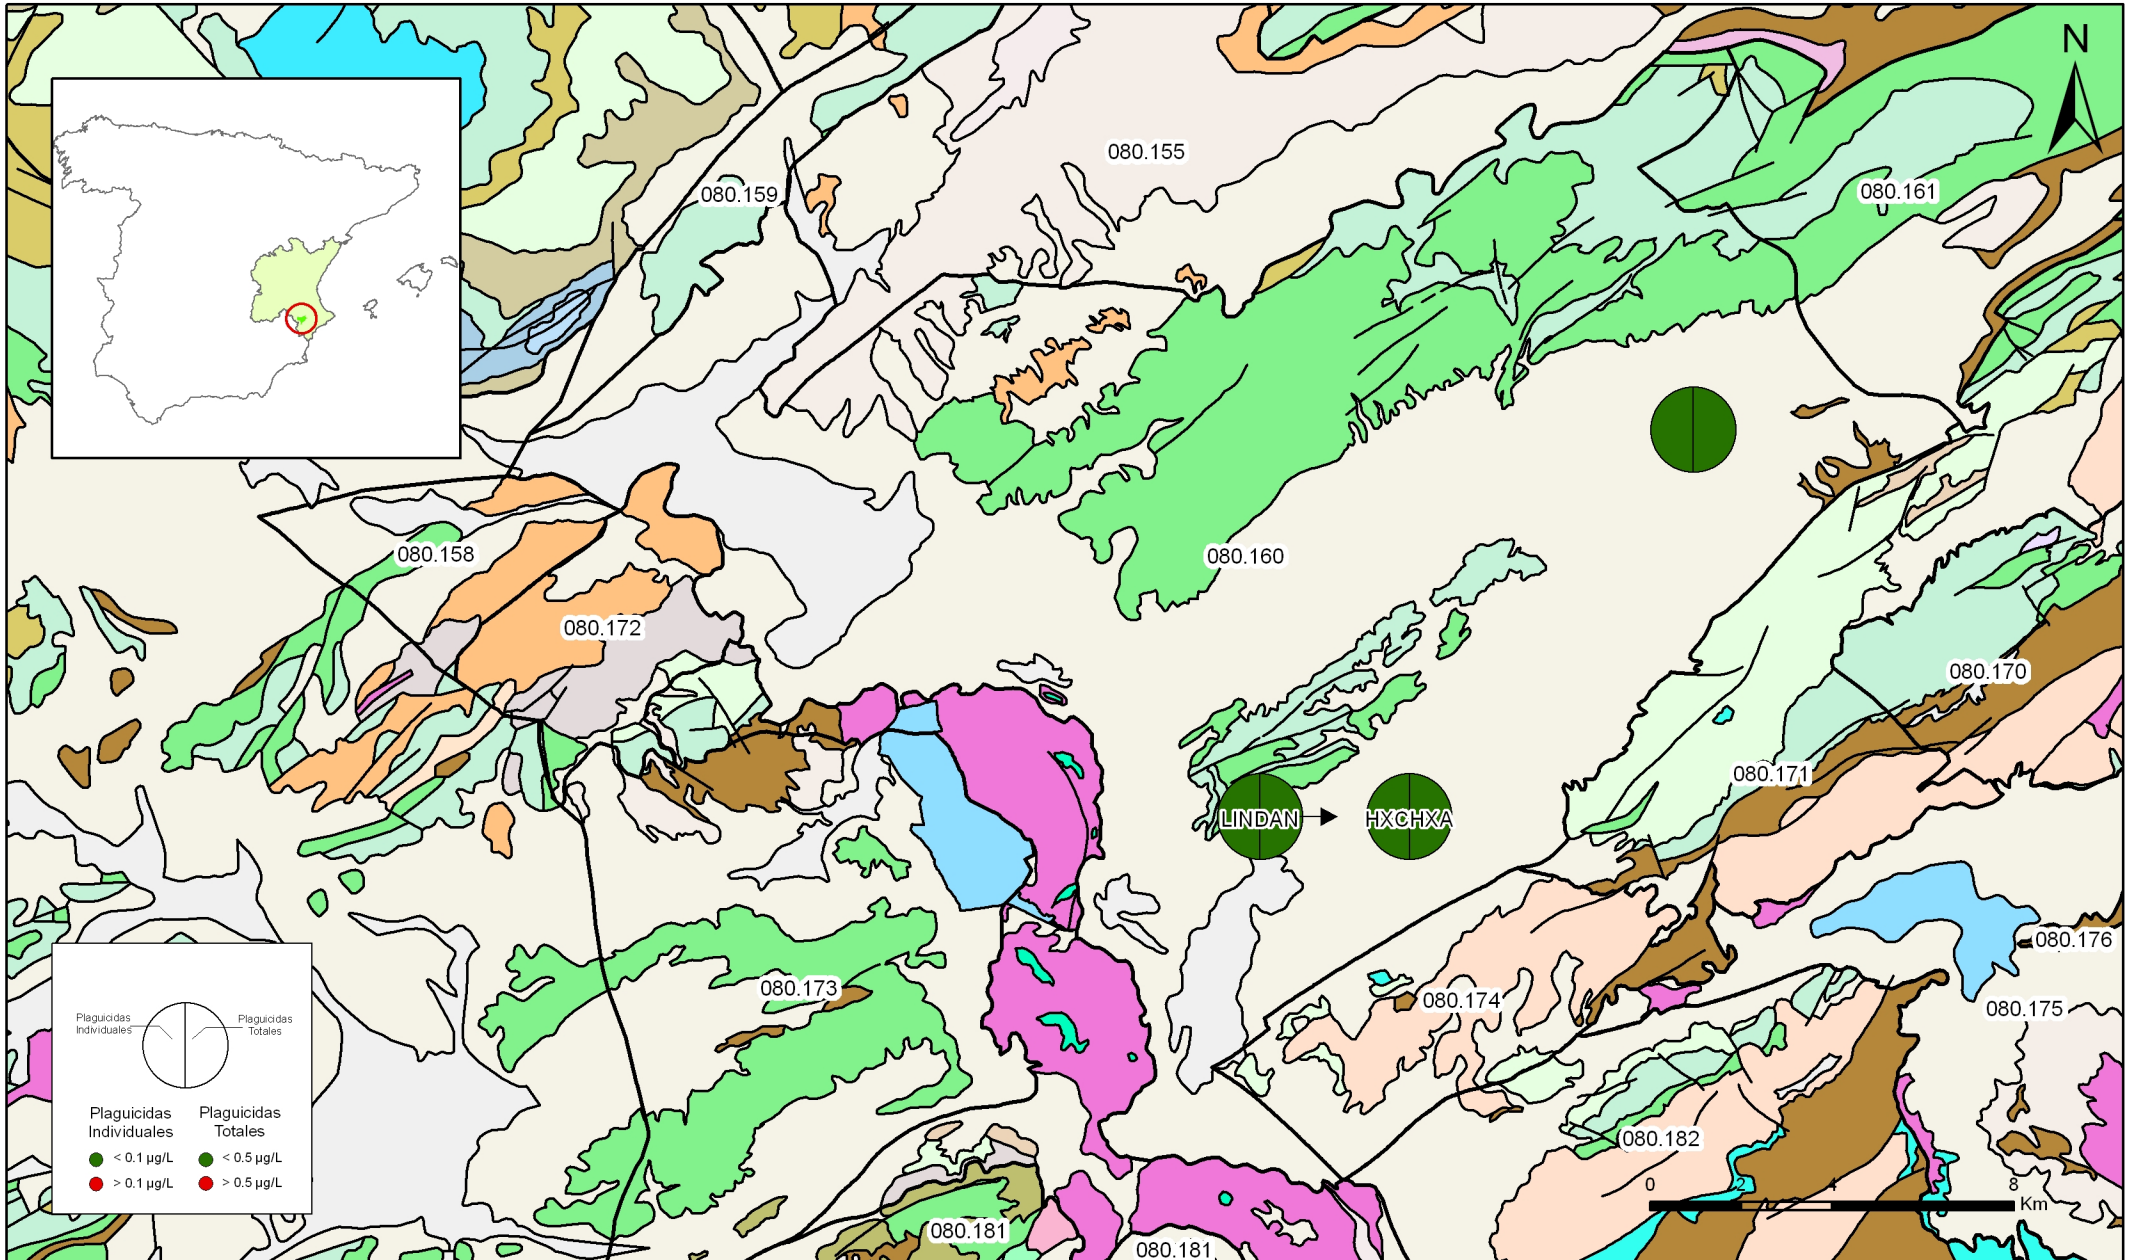 N
080.155
080.159
080.161
080.158
080.160
080.172
080.170
080.171
LINDAN
HXCHXA
080.176
080.173
080.174
080.175
080.182
080.181
080.181
0 2 4 8
Km
Plaguicidas
Individuales
Plaguicidas
Totales
Plaguicidas
Individuales
Plaguicidas
Totales
< 0.1 µg/L < 0.5 µg/L
> 0.1 µg/L > 0.5 µg/L